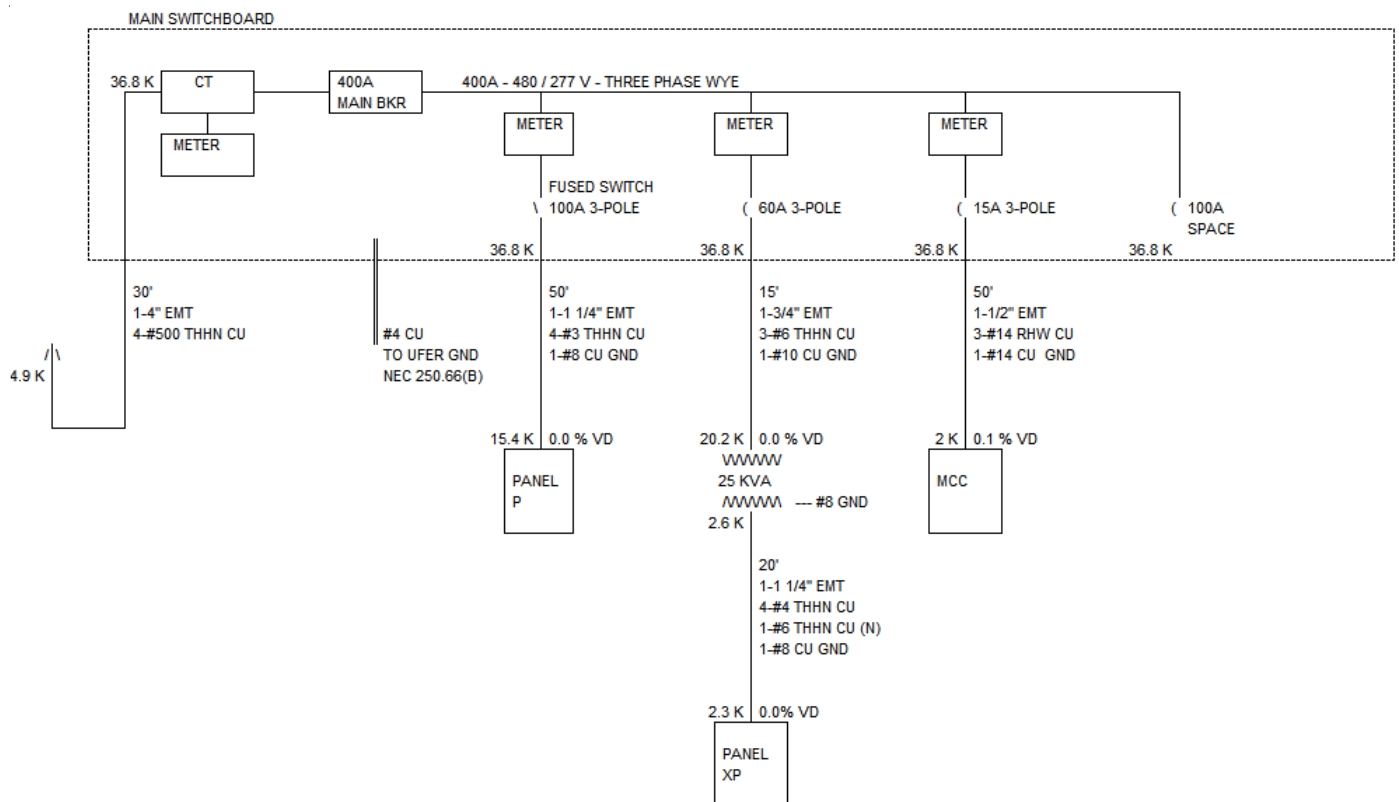 MAIN SWITCHBOARD
36.8 K
CT
METER
400A
MAIN BKR
400A - 480 / 277 V - THREE PHASE WYE
METER
METER
METER
FUSED SWITCH
\ 100A 3-POLE
( 60A 3-POLE
( 15A 3-POLE
( 100A
SPACE
36.8 K
36.8 K
36.8 K
36.8 K
30'
1-4" EMT
4-#500 THHN CU
/ \
4.9 K
#4 CU
TO UFER GND
NEC 250.66(B)
50'
1-1 1/4" EMT
4-#3 THHN CU
1-#8 CU GND
15'
1-3/4" EMT
3-#6 THHN CU
1-#10 CU GND
50'
1-1/2" EMT
3-#14 RHW CU
1-#14 CU GND
15.4 K 0.0 % VD
PANEL
P
20.2 K 0.0 % VD
25 KVA
--- #8 GND
2.6 K
2 K 0.1 % VD
MCC
20'
1-1 1/4" EMT
4-#4 THHN CU
1-#6 THHN CU (N)
1-#8 CU GND
2.3 K 0.0% VD
PANEL
XP